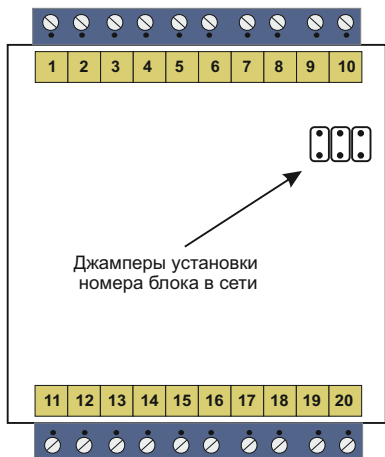 1 2 3 4 5 6 7 8 9 10
Джамперы установки
номера блока в сети
11 12 13 14 15 16 17 18 19 20